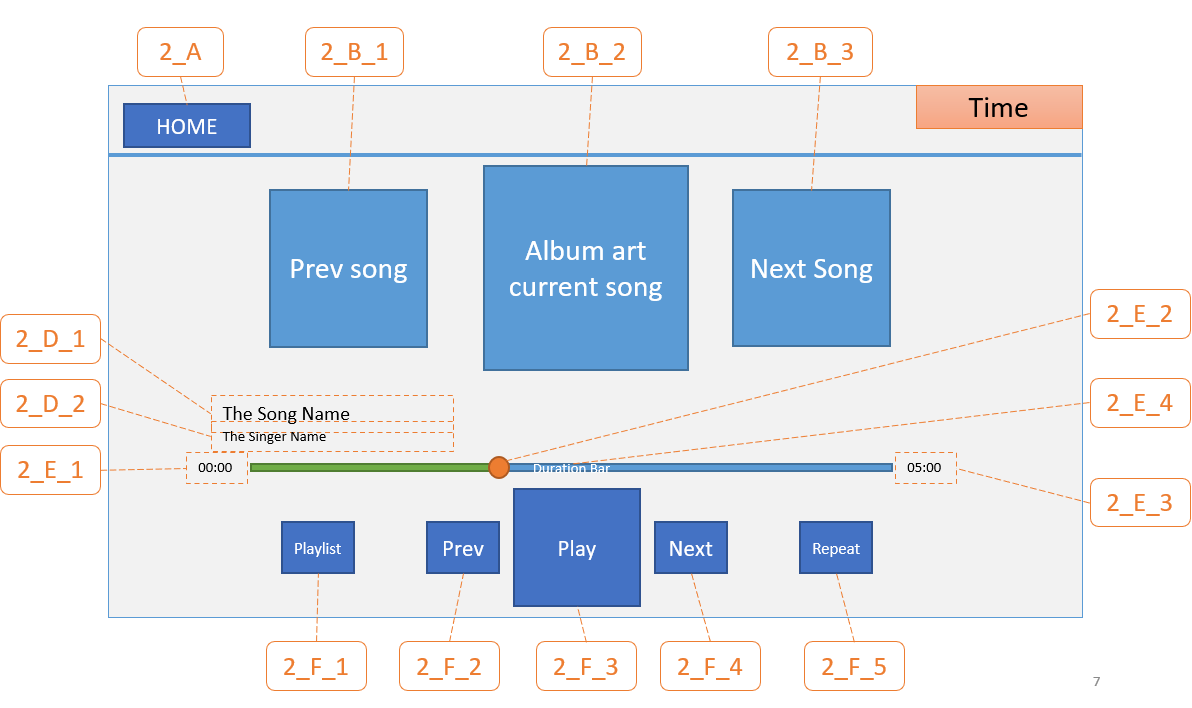 2_A
2_B_1
2_B_2
2_B_3
HOME
Time
Prev song
Album art
current song
Next Song
2_D_1
2_D_2
2_E_1
2_E_2
2_E_4
2_E_3
The Song Name
The Singer Name
00:00
Duration Bar
05:00
Playlist
Prev
Play
Next
Repeat
2_F_1
2_F_2
2_F_3
2_F_4
2_F_5
7